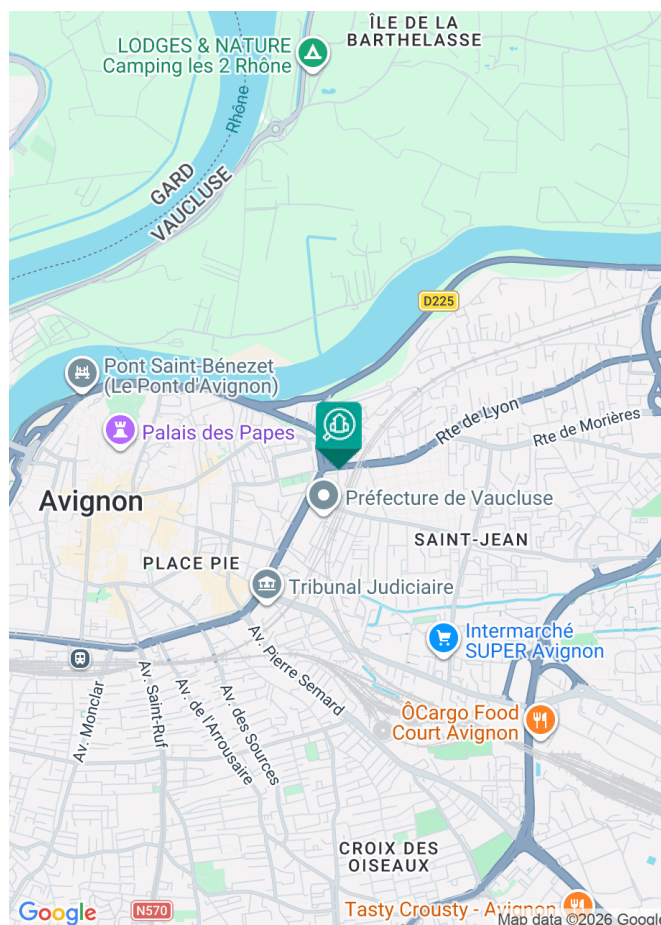 ÎLE DE LA
BARTHELASSE
LODGES & NATURE
Camping les 2 Rhône
Rhône
GARD
VAUCLUSE
D225
Pont Saint-Bénezet
(Le Pont d'Avignon)
Palais des Papes
Rte de Lyon
Rte de Morières
Avignon
Préfecture de Vaucluse
SAINT-JEAN
PLACE PIE
Tribunal Judiciaire
Intermarché
SUPER Avignon
Av. Pierre Semard
Av. Monclar
Av. Saint-Ruf
Av. de l'Arrousaire
Av. des Sources
ÔCargo Food
Court Avignon
CROIX DES
OISEAUX
Google
N570
Tasty Crousty - Avignon
Map data ©2026 Google